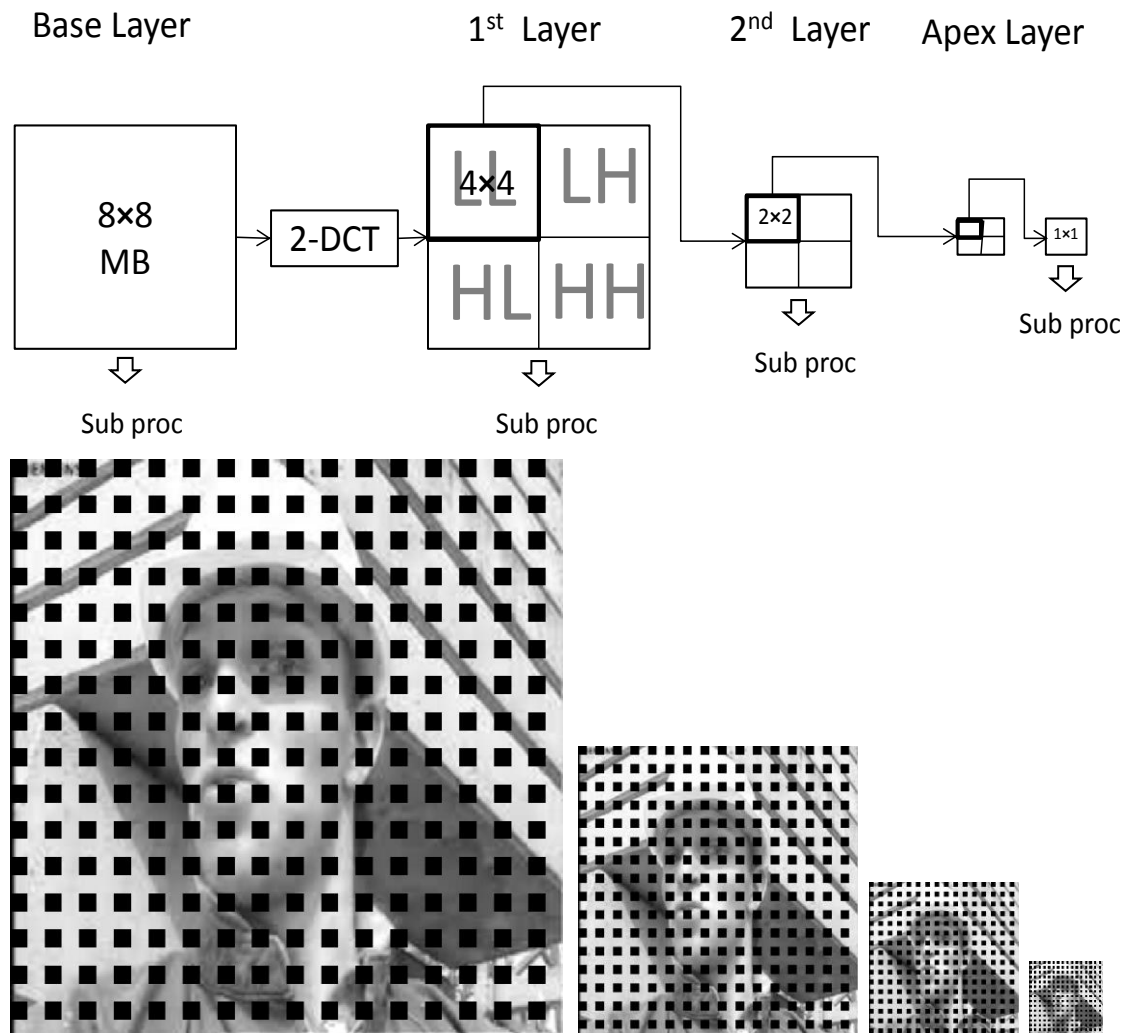 Base Layer
1st Layer
2nd Layer
Apex Layer
8×8
MB
2-DCT
LL
4×4
LH
HL
HH
2×2
1×1
Sub proc
Sub proc
Sub proc
Sub proc